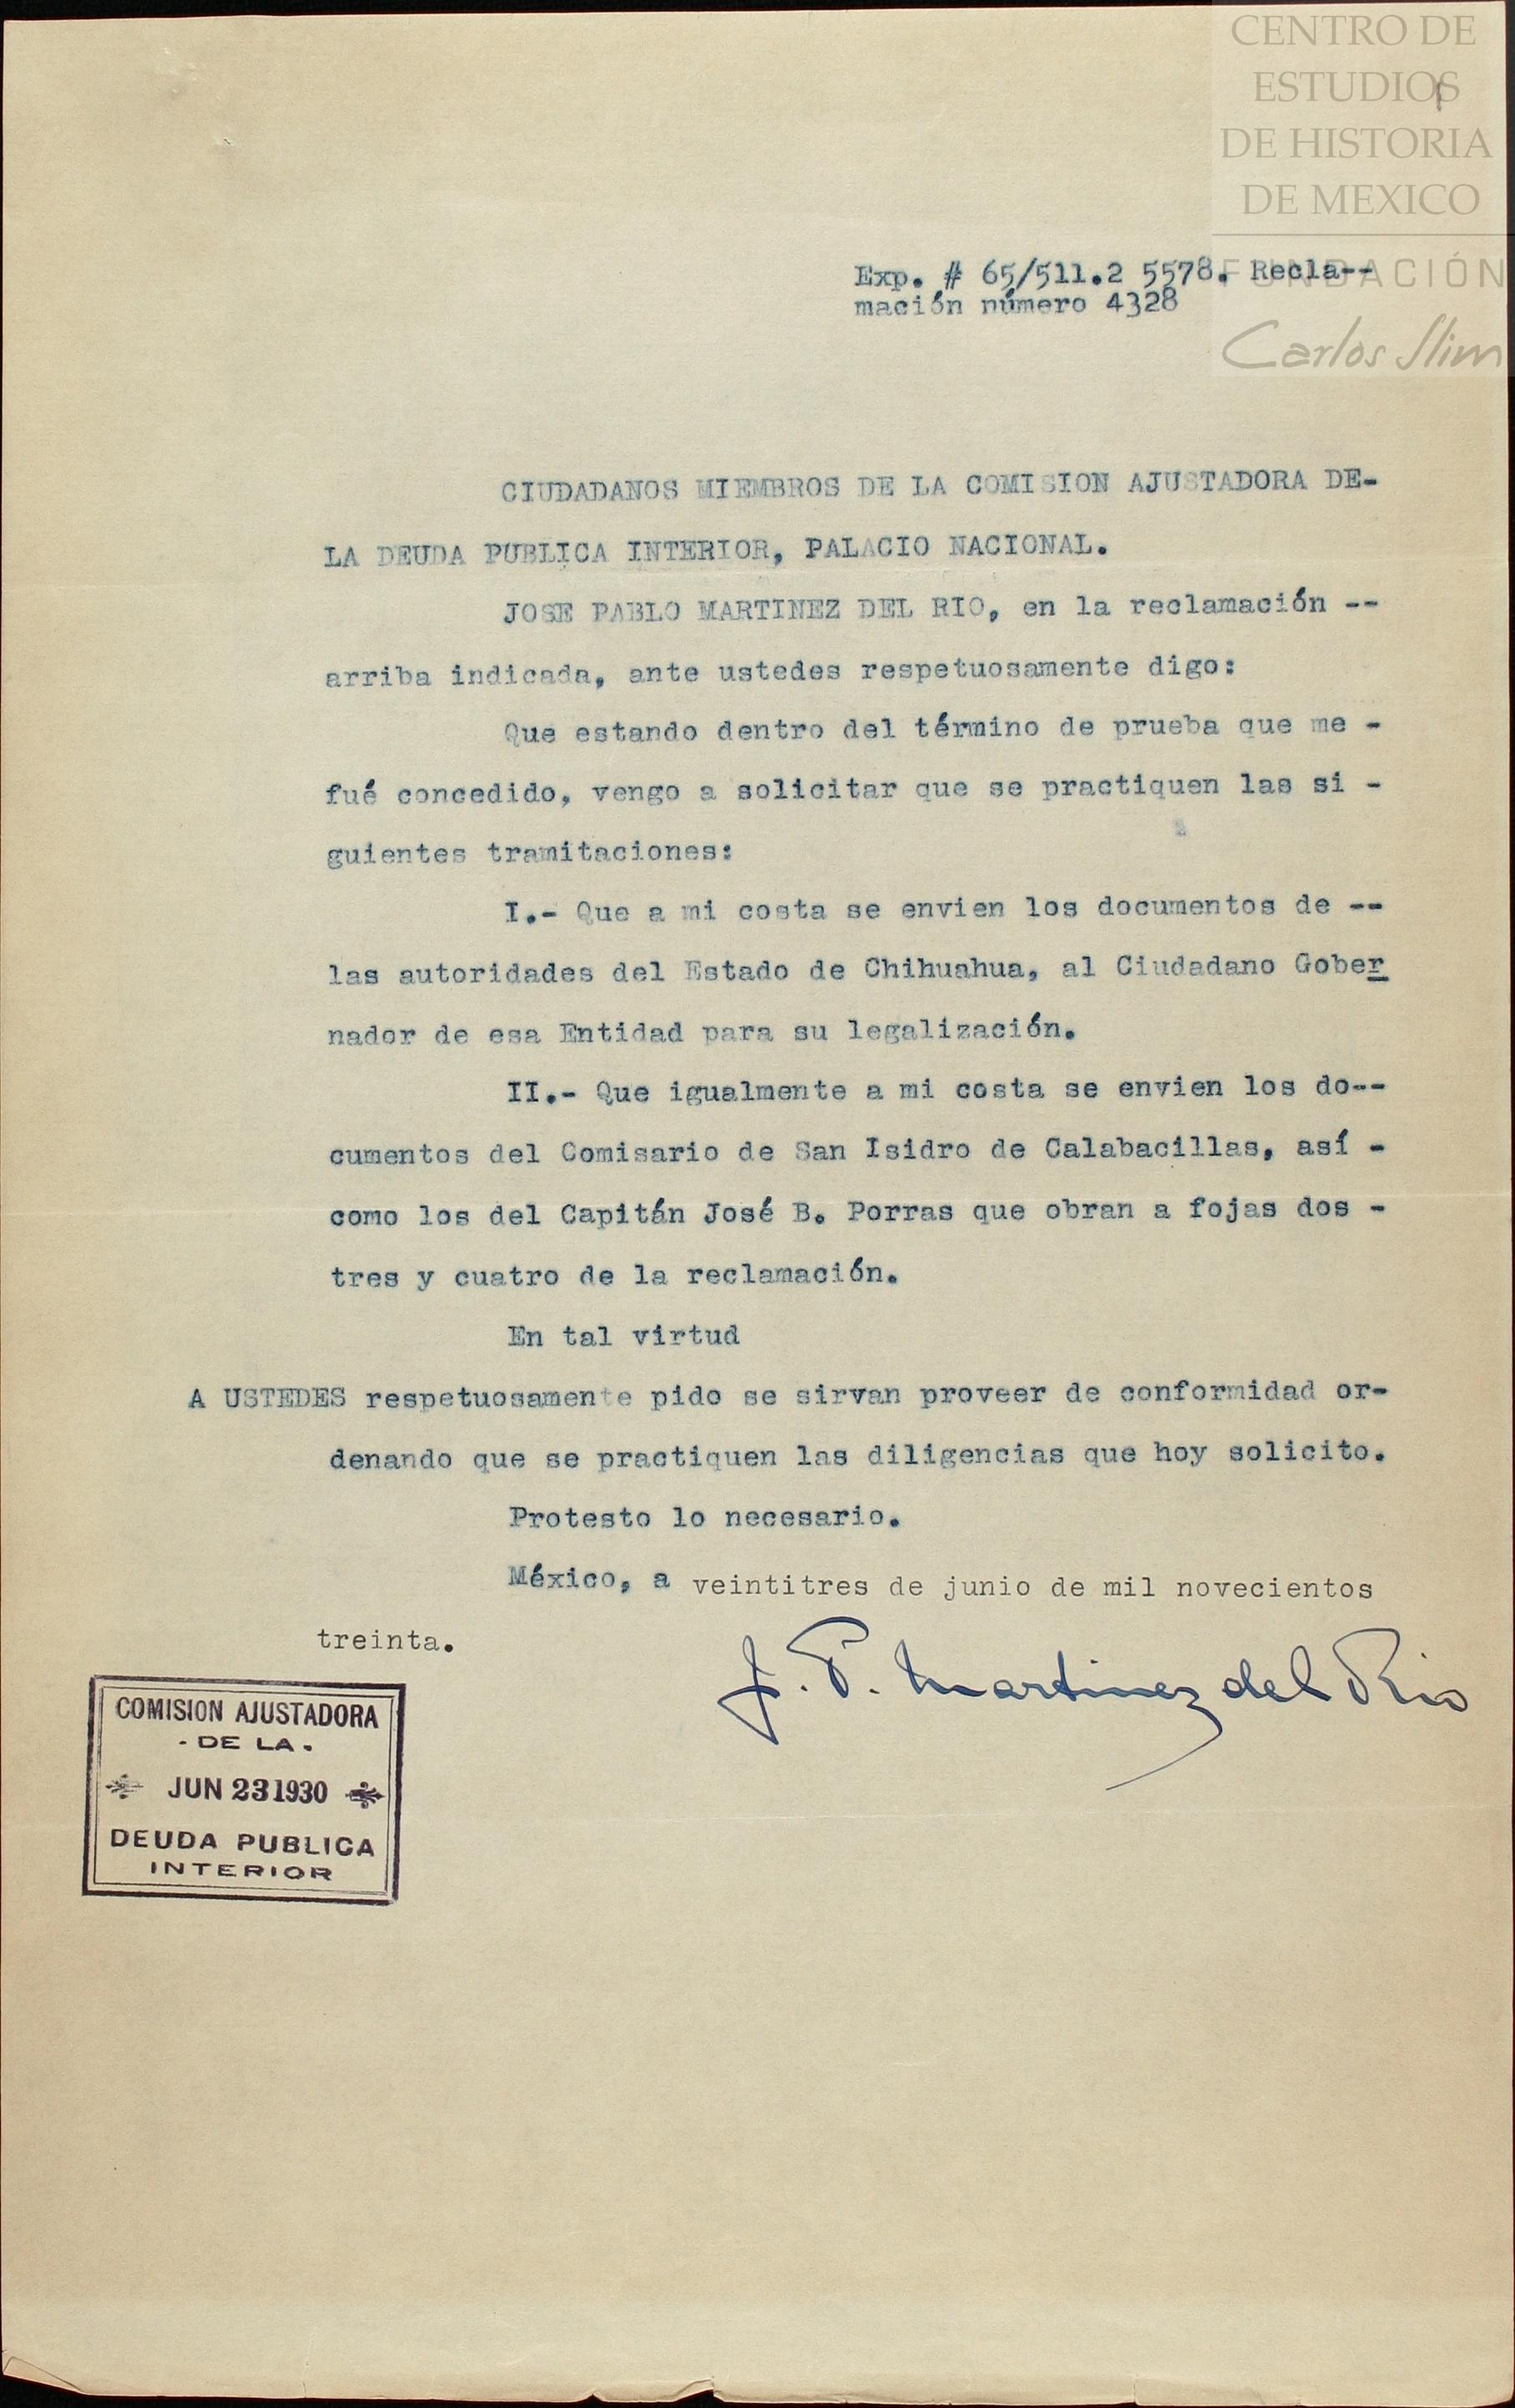 CENTRO DE
ESTUDIOS
DE HISTORIA
DE MEXICO
FUNDACIÓN
Carlos Slim
Exp. # 65/511.2 5578. Recla--
mación número 4328
CIUDADANOS MIEMBROS DE LA COMISION AJUSTADORA DE-
LA DEUDA PUBLICA INTERIOR, PALACIO NACIONAL.
JOSE PABLO MARTINEZ DEL RIO, en la reclamación --
arriba indicada, ante ustedes respetuosamente digo:
Que estando dentro del término de prueba que me -
fué concedido, vengo a solicitar que se practiquen las si -
guientes tramitaciones:
I.- Que a mi costa se envien los documentos de --
las autoridades del Estado de Chihuahua, al Ciudadano Gober
nador de esa Entidad para su legalización.
II.- Que igualmente a mi costa se envien los do--
cumentos del Comisario de San Isidro de Calabacillas, así -
como los del Capitán José B. Porras que obran a fojas dos -
tres y cuatro de la reclamación.
En tal virtud
A USTEDES respetuosamente pido se sirvan proveer de conformidad or-
denando que se practiquen las diligencias que hoy solicito.
Protesto lo necesario.
México, a veintitres de junio de mil novecientos
treinta.
J. P. Martinez del Rio
COMISION AJUSTADORA
- DE LA -
JUN 23 1930
DEUDA PUBLICA
INTERIOR